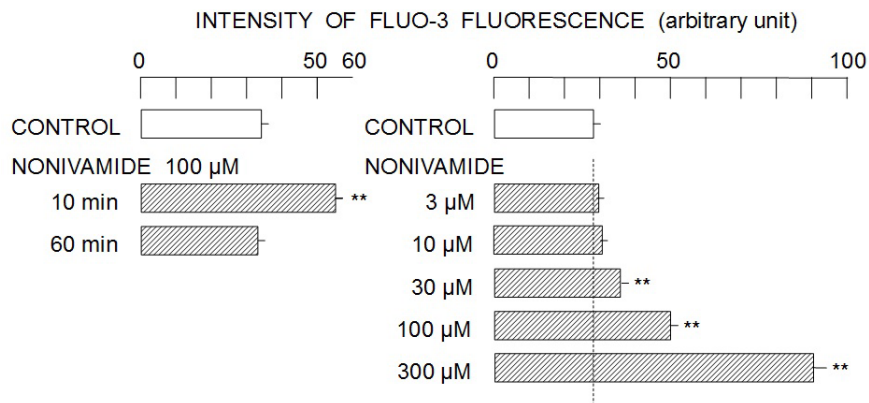 INTENSITY OF FLUO-3 FLUORESCENCE (arbitrary unit)
0 50 60
CONTROL
NONIVAMIDE 100 µM
10 min **
60 min
0 50 100
CONTROL
NONIVAMIDE
3 µM
10 µM
30 µM **
100 µM **
300 µM **